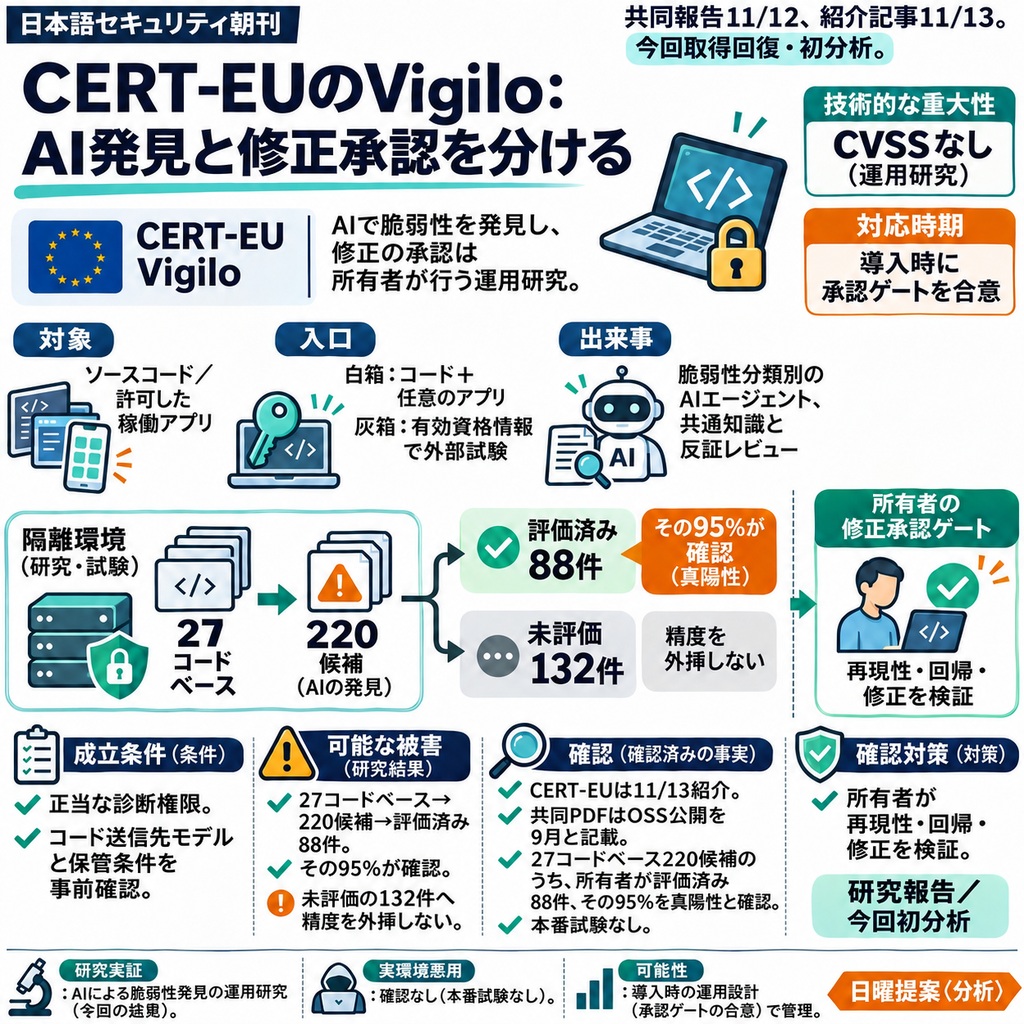 日本語セキュリティ朝刊
共同報告11/12、紹介記事11/13。
今回取得回復・初分析。
CERT-EUのVigilo：
AI発見と修正承認を分ける
技術的な重大性
CVSSなし
（運用研究）
対応時期
導入時に
承認ゲートを合意
CERT-EU
Vigilo
AIで脆弱性を発見し、
修正の承認は
所有者が行う運用研究。
対象
ソースコード／
許可した
稼働アプリ
入口
白箱：コード＋
任意のアプリ
灰箱：有効資格情報
で外部試験
出来事
脆弱性分類別の
AIエージェント、
共通知識と
反証レビュー
AI
隔離環境
（研究・試験）
27
コード
ベース
220
候補
（AIの発見）
評価済み
88件
その95%が
確認
（真陽性）
未評価
132件
精度を
外挿しない
所有者の
修正承認ゲート
再現性・回帰・
修正を検証
成立条件（条件）
正当な診断権限。
コード送信先モデル
と保管条件を
事前確認。
可能な被害
（研究結果）
27コードベース→
220候補→評価済み
88件。
その95%が確認。
未評価の132件へ
精度を外挿しない。
確認（確認済みの事実）
CERT-EUは11/13紹介。
共同PDFはOSS公開を
9月と記載。
27コードベース220候補の
うち、所有者が評価済み
88件、その95%を真陽性と確認。
本番試験なし。
確認対策（対策）
所有者が
再現性・回帰・
修正を検証。
研究報告／
今回初分析
研究実証
：AIによる脆弱性発見の運用研究
実環境悪用
：確認なし（本番試験なし）。
可能性
：導入時の運用設計
（承認ゲートの合意）で管理。
日曜提案（分析）